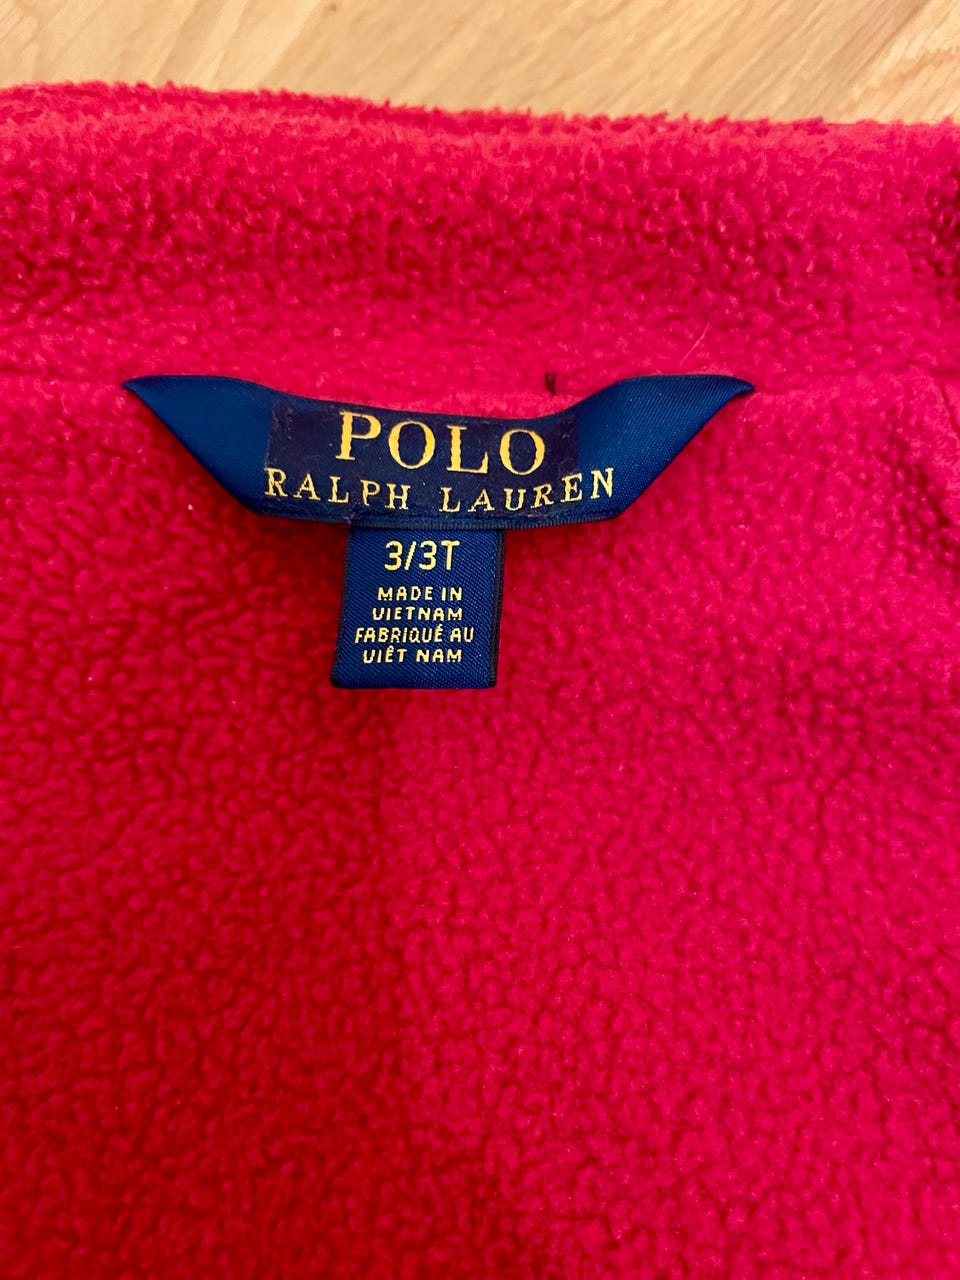 POLO
RALPH LAUREN
3/3T
MADE IN
VIETNAM
FABRIQUÉ AU
VIÊT NAM